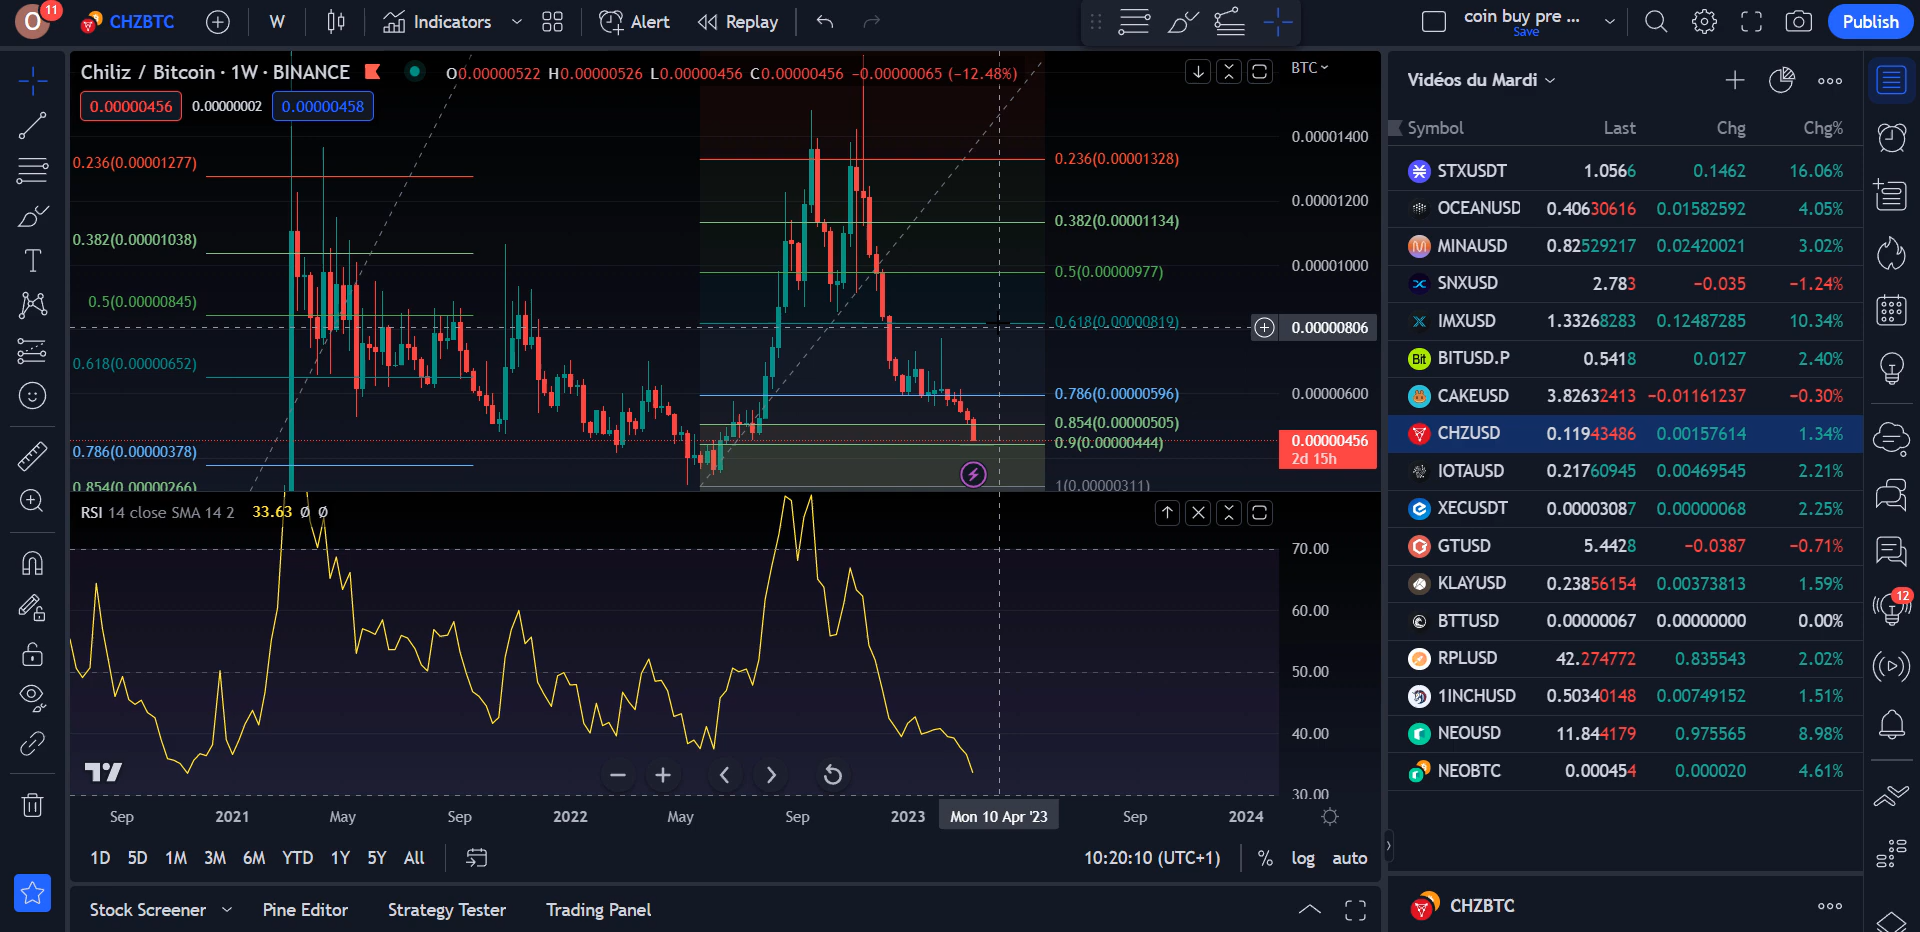 O 11 CHZBTC W Indicators Alert Replay coin buy pre ... Save Publish
Chiliz / Bitcoin · 1W · BINANCE O0.00000522 H0.00000526 L0.00000456 C0.00000456 −0.00000065 (−12.48%) BTC
0.00000456 0.00000002 0.00000458
0.236(0.00001277)
0.382(0.00001038)
0.5(0.00000845)
0.618(0.00000652)
0.786(0.00000378)
0.854(0.00000266)
0.236(0.00001328)
0.382(0.00001134)
0.5(0.00000977)
0.618(0.00000819)
0.786(0.00000596)
0.854(0.00000505)
0.9(0.00000444)
1(0.00000311)
0.00001400
0.00001200
0.00001000
0.00000806
0.00000600
0.00000456
2d 15h
RSI 14 close SMA 14 2 33.63 Ø Ø
70.00
60.00
50.00
40.00
30.00
Sep 2021 May Sep 2022 May Sep 2023 Mon 10 Apr '23 Sep 2024
1D 5D 1M 3M 6M YTD 1Y 5Y All 10:20:10 (UTC+1) % log auto
Stock Screener Pine Editor Strategy Tester Trading Panel
Vidéos du Mardi
Symbol Last Chg Chg%
STXUSDT 1.0566 0.1462 16.06%
OCEANUSD 0.40630616 0.01582592 4.05%
MINAUSD 0.82529217 0.02420021 3.02%
SNXUSD 2.783 −0.035 −1.24%
IMXUSD 1.33268283 0.12487285 10.34%
Bit BITUSD.P 0.5418 0.0127 2.40%
CAKEUSD 3.82632413 −0.01161237 −0.30%
CHZUSD 0.11943486 0.00157614 1.34%
IOTAUSD 0.21760945 0.00469545 2.21%
XECUSDT 0.00003087 0.00000068 2.25%
GTUSD 5.4428 −0.0387 −0.71%
KLAYUSD 0.23856154 0.00373813 1.59%
BTTUSD 0.00000067 0.00000000 0.00%
RPLUSD 42.274772 0.835543 2.02%
1INCHUSD 0.50340148 0.00749152 1.51%
NEOUSD 11.844179 0.975565 8.98%
NEOBTC 0.000454 0.000020 4.61%
CHZBTC
12